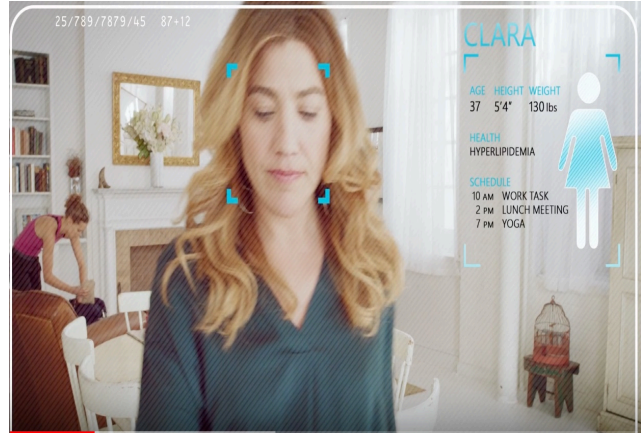 25/789/7879/45 87+12
CLARA
AGE HEIGHT WEIGHT
37 5'4" 130 lbs
HEALTH
HYPERLIPIDEMIA
SCHEDULE
10 AM WORK TASK
2 PM LUNCH MEETING
7 PM YOGA